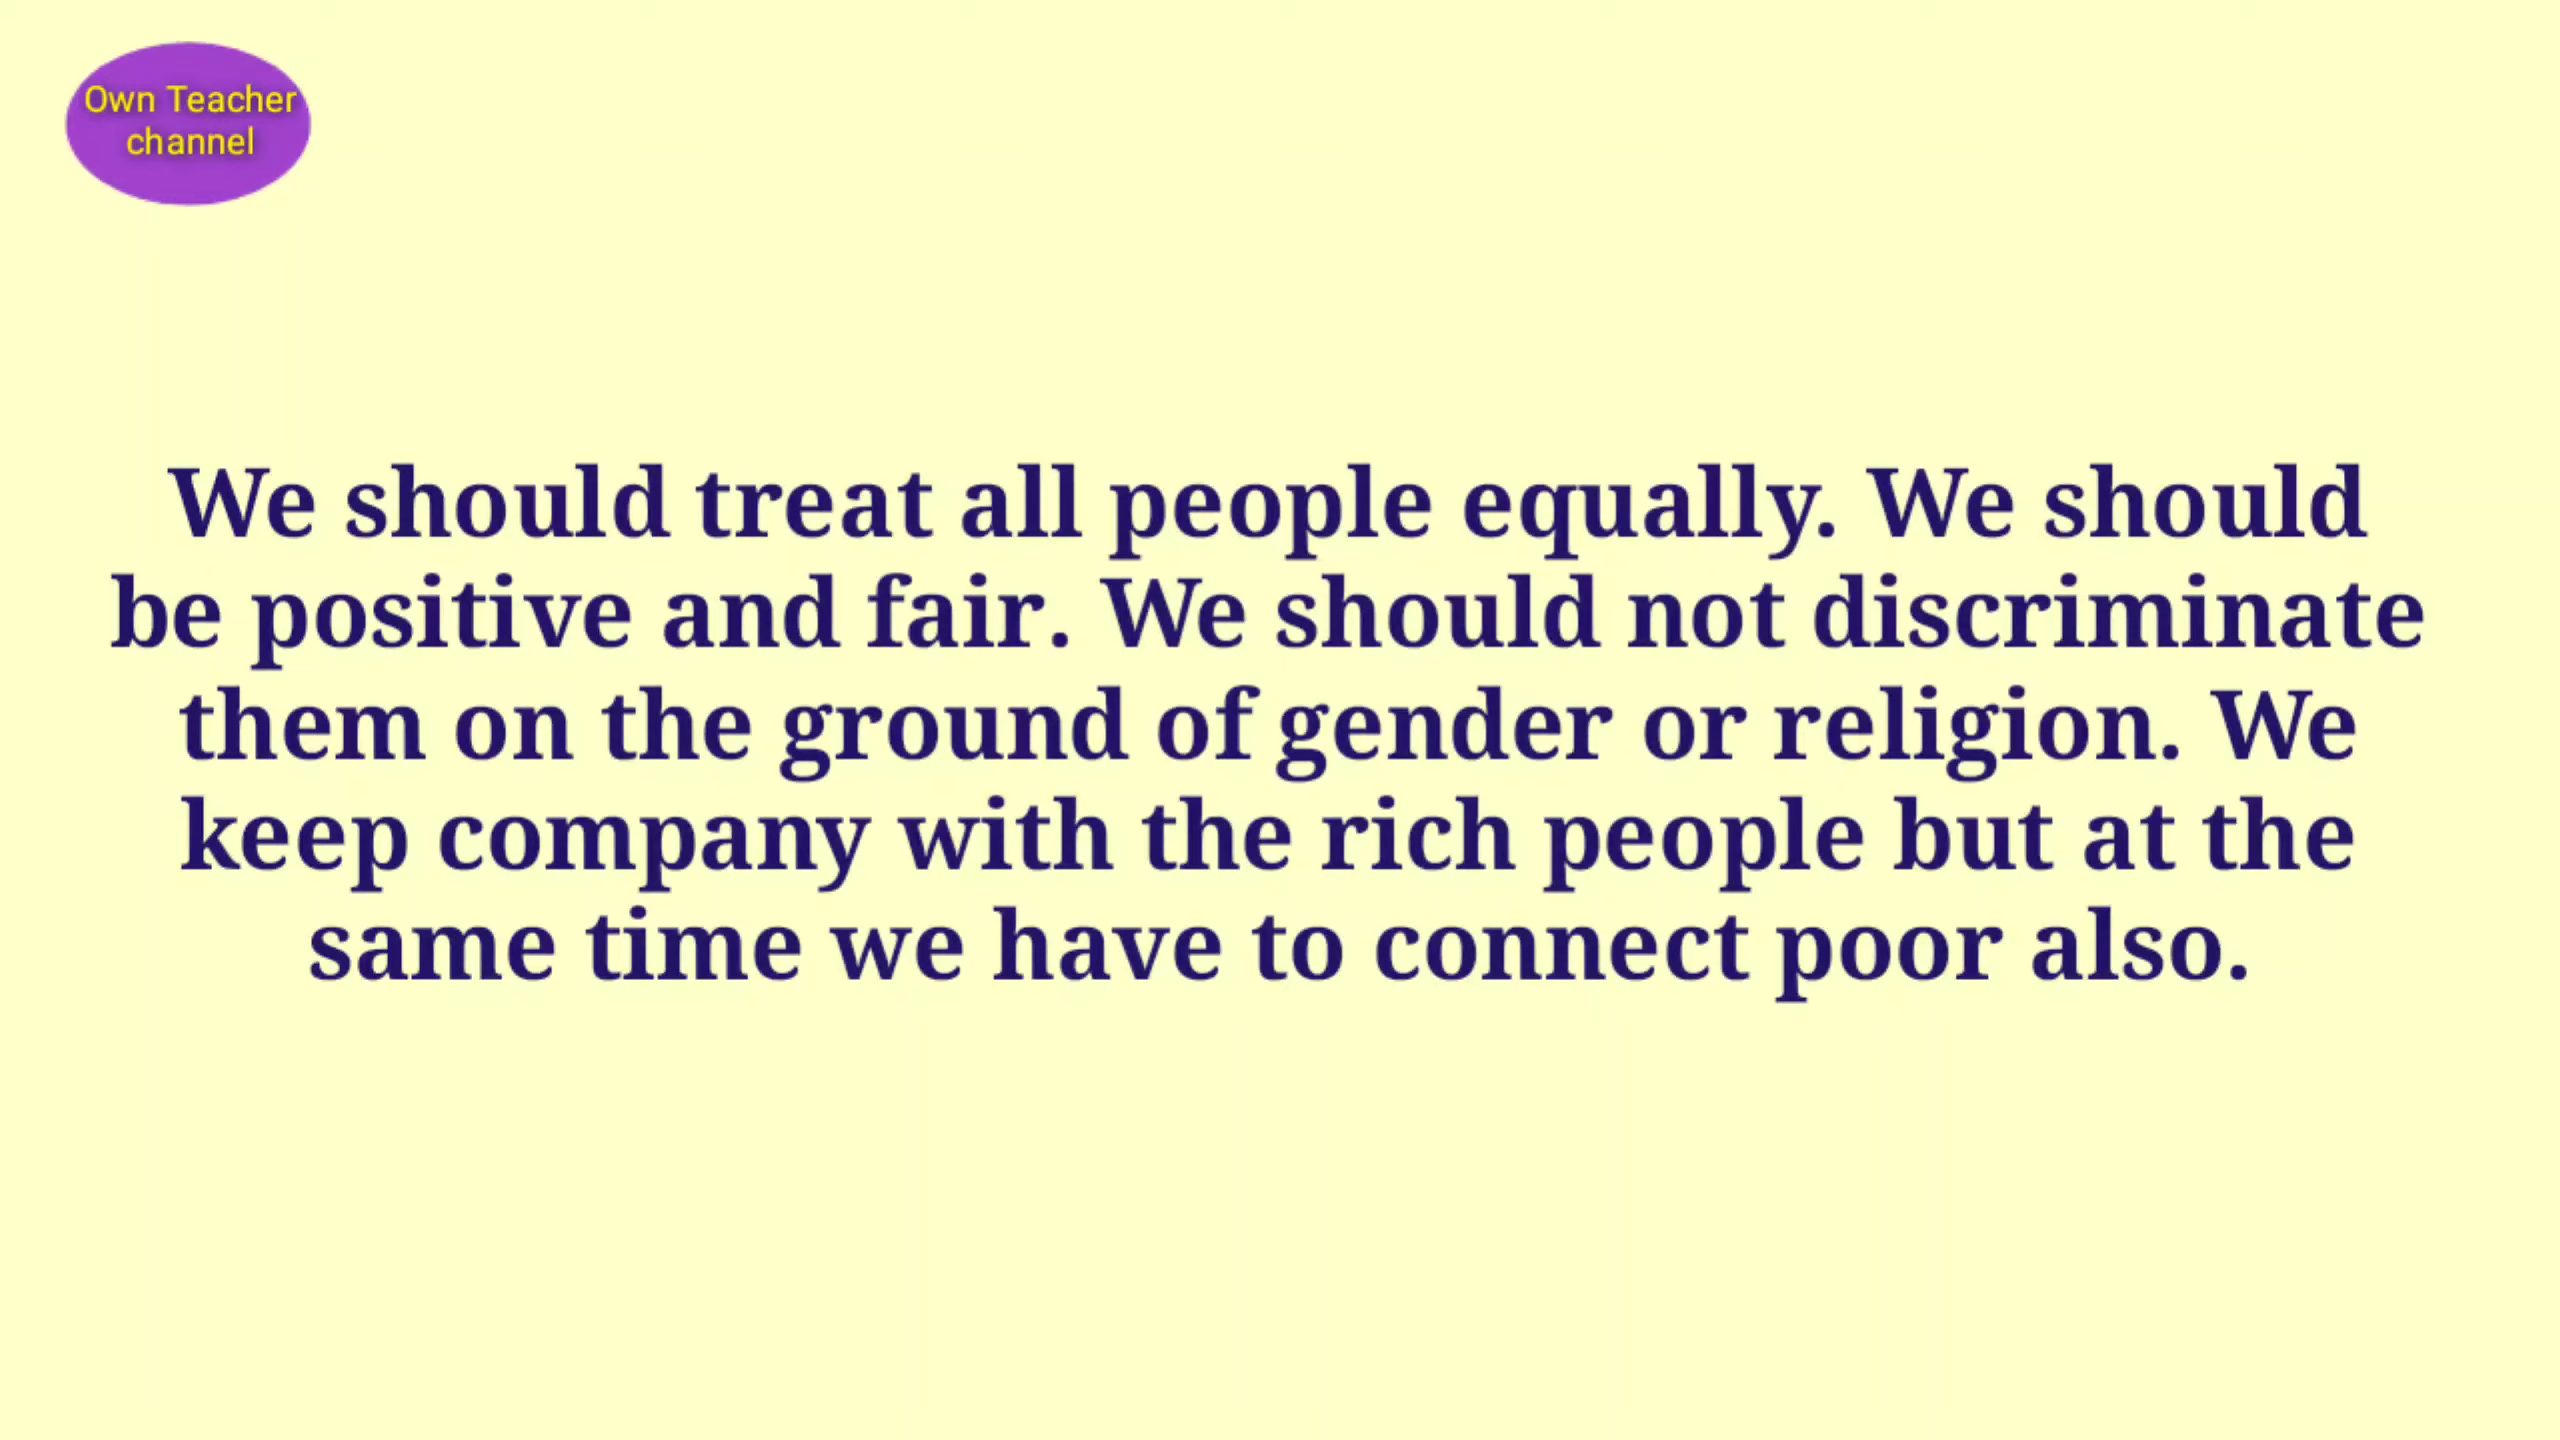 Own Teacher
channel
We should treat all people equally. We should
be positive and fair. We should not discriminate
them on the ground of gender or religion. We
keep company with the rich people but at the
same time we have to connect poor also.